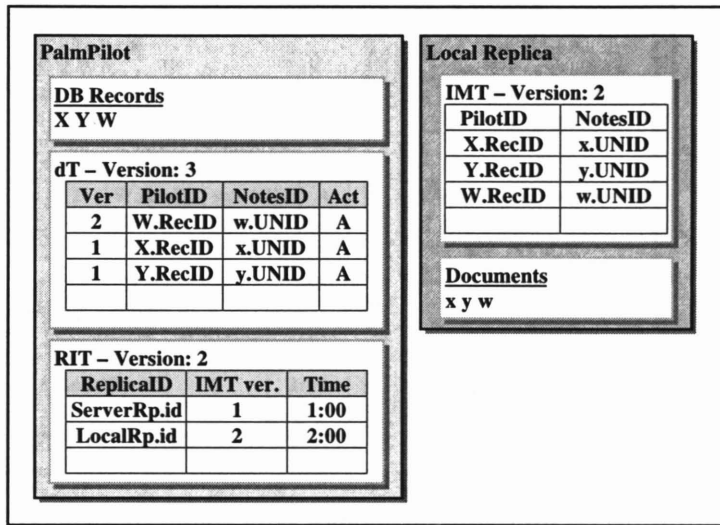 PalmPilot
DB Records
X Y W
dT – Version: 3
Ver PilotID NotesID Act
2 W.RecID w.UNID A
1 X.RecID x.UNID A
1 Y.RecID y.UNID A
RIT – Version: 2
ReplicaID IMT ver. Time
ServerRp.id 1 1:00
LocalRp.id 2 2:00
Local Replica
IMT – Version: 2
PilotID NotesID
X.RecID x.UNID
Y.RecID y.UNID
W.RecID w.UNID
Documents
x y w